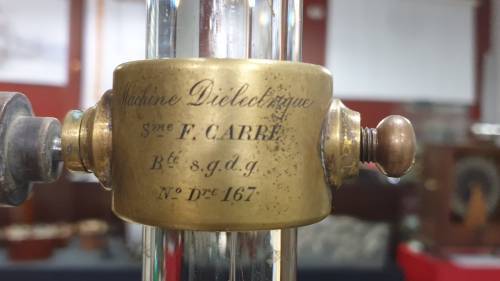 Machine Diélectrique
Sme F. CARRÉ
Bté s.g.d.g.
No Dre 167